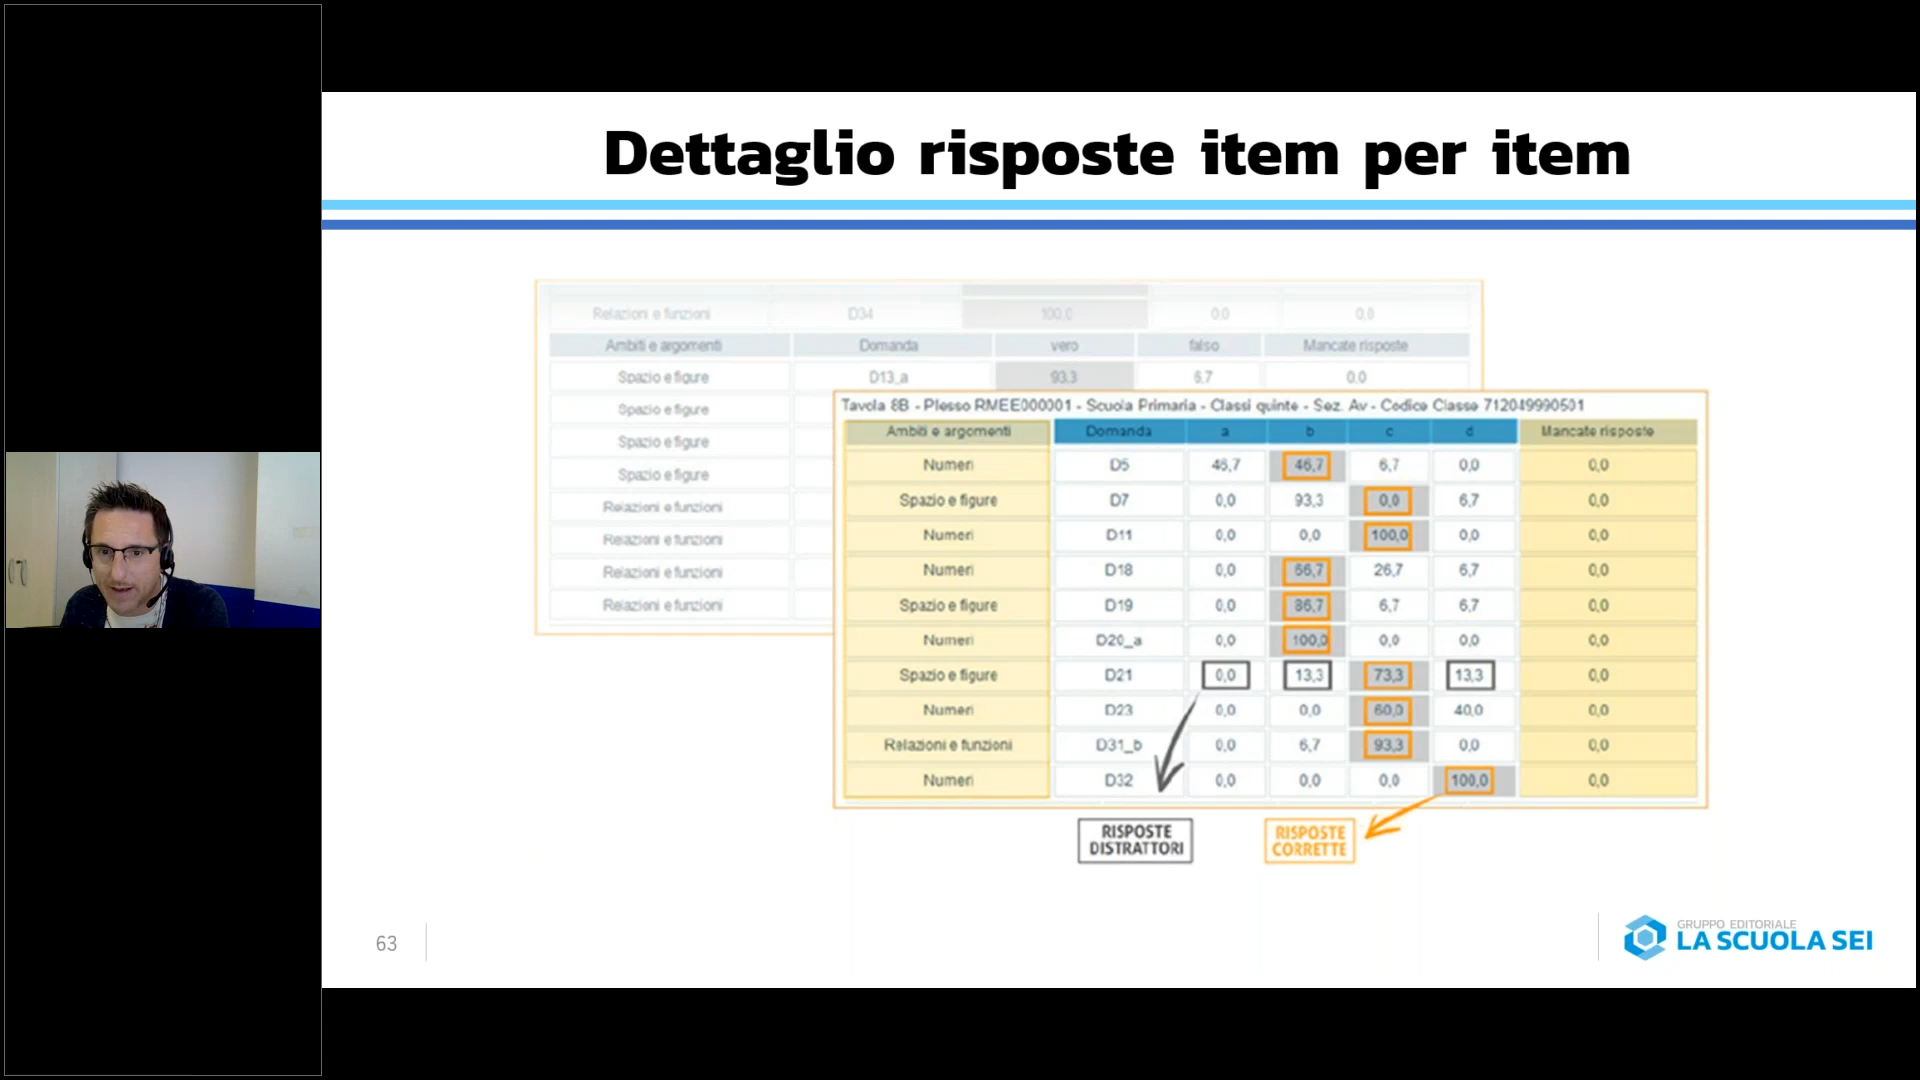 Dettaglio risposte item per item
Relazioni e funzioni D34 100,0 0,0 0,0
Ambiti e argomenti Domanda vero falso Mancate risposte
Spazio e figure D13_a 93,3 6,7 0,0
Spazio e figure
Spazio e figure
Spazio e figure
Relazioni e funzioni
Relazioni e funzioni
Relazioni e funzioni
Relazioni e funzioni
Tavola 8B - Plesso RMEE000001 - Scuola Primaria - Classi quinte - Sez. Av - Codice Classe 712049990501
Ambiti e argomenti Domanda a b c d Mancate risposte
Numeri D5 46,7 46,7 6,7 0,0 0,0
Spazio e figure D7 0,0 93,3 0,0 6,7 0,0
Numeri D11 0,0 0,0 100,0 0,0 0,0
Numeri D18 0,0 66,7 26,7 6,7 0,0
Spazio e figure D19 0,0 86,7 6,7 6,7 0,0
Numeri D20_a 0,0 100,0 0,0 0,0 0,0
Spazio e figure D21 0,0 13,3 73,3 13,3 0,0
Numeri D23 0,0 0,0 60,0 40,0 0,0
Relazioni e funzioni D31_b 0,0 6,7 93,3 0,0 0,0
Numeri D32 0,0 0,0 0,0 100,0 0,0
RISPOSTE
DISTRATTORI
RISPOSTE
CORRETTE
63
GRUPPO EDITORIALE
LA SCUOLA SEI